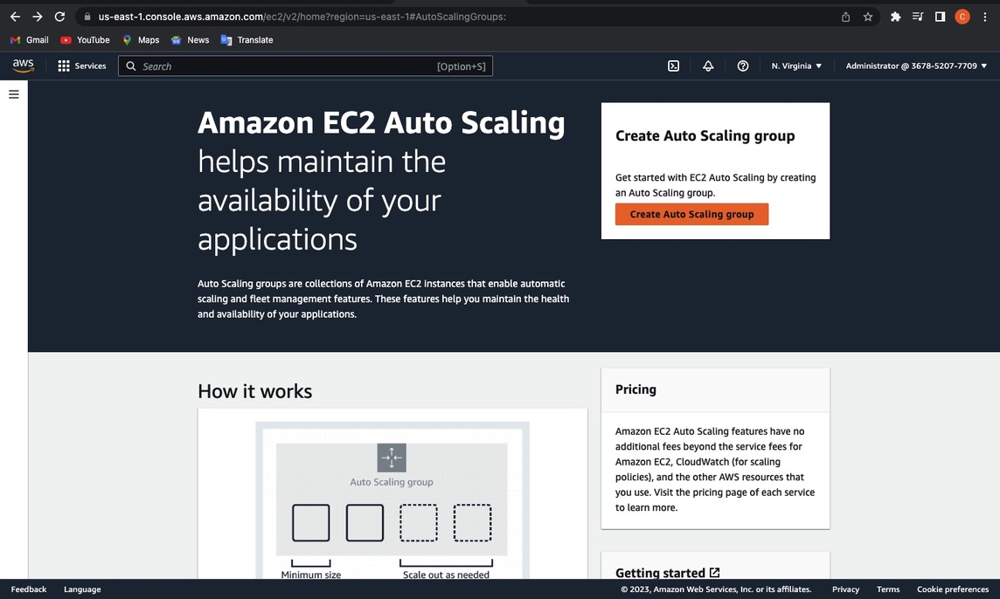 us-east-1.console.aws.amazon.com/ec2/v2/home?region=us-east-1#AutoScalingGroups:
C
Gmail YouTube Maps News Translate
aws Services Search [Option+S] N. Virginia Administrator @ 3678-5207-7709
Amazon EC2 Auto Scaling
helps maintain the
availability of your
applications
Auto Scaling groups are collections of Amazon EC2 instances that enable automatic
scaling and fleet management features. These features help you maintain the health
and availability of your applications.
Create Auto Scaling group
Get started with EC2 Auto Scaling by creating
an Auto Scaling group.
Create Auto Scaling group
How it works
Auto Scaling group
Minimum size Scale out as needed
Pricing
Amazon EC2 Auto Scaling features have no
additional fees beyond the service fees for
Amazon EC2, CloudWatch (for scaling
policies), and the other AWS resources that
you use. Visit the pricing page of each service
to learn more.
Getting started
Feedback Language © 2023, Amazon Web Services, Inc. or its affiliates. Privacy Terms Cookie preferences